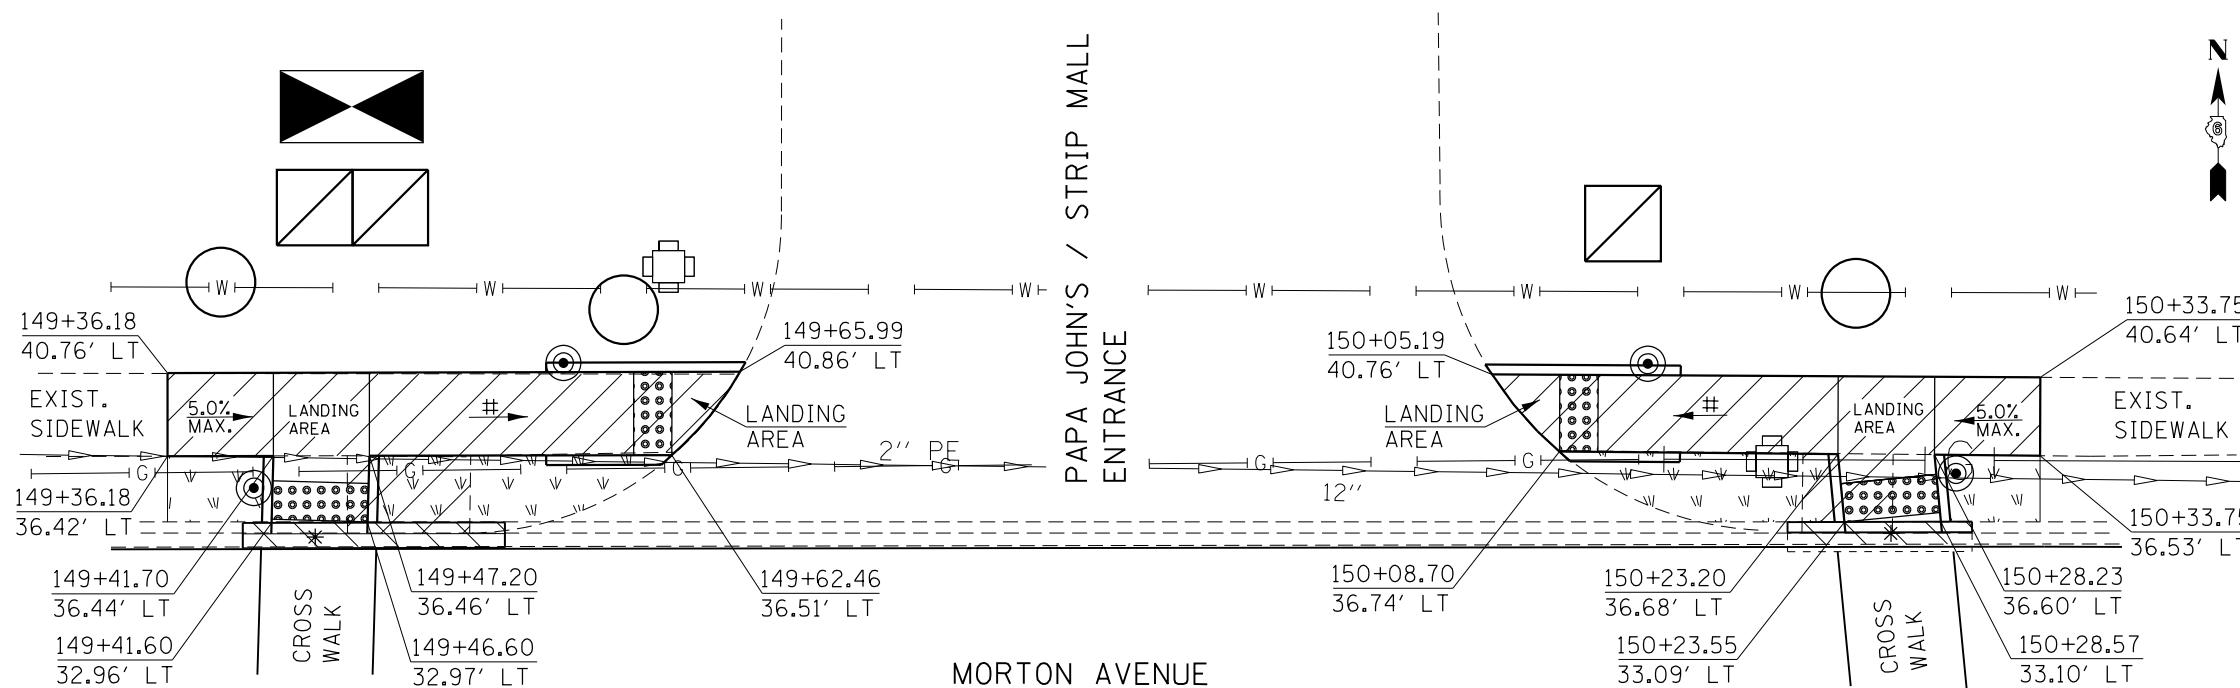 N
6
W
W
W
W
W
W
W
W
149+36.18
40.76' LT
149+65.99
40.86' LT
PAPA JOHN'S / STRIP MALL
ENTRANCE
150+05.19
40.76' LT
150+33.75
40.64' LT
EXIST.
SIDEWALK
5.0%
MAX.
LANDING
AREA
#
LANDING
AREA
LANDING
AREA
#
LANDING
AREA
5.0%
MAX.
EXIST.
SIDEWALK
2'' PE
G
G
G
G
G
G
12''
149+36.18
36.42' LT
150+33.75
36.53' LT
*
*
149+41.70
36.44' LT
149+47.20
36.46' LT
149+62.46
36.51' LT
150+08.70
36.74' LT
150+23.20
36.68' LT
150+28.23
36.60' LT
149+41.60
32.96' LT
CROSS
WALK
149+46.60
32.97' LT
150+23.55
33.09' LT
CROSS
WALK
150+28.57
33.10' LT
MORTON AVENUE